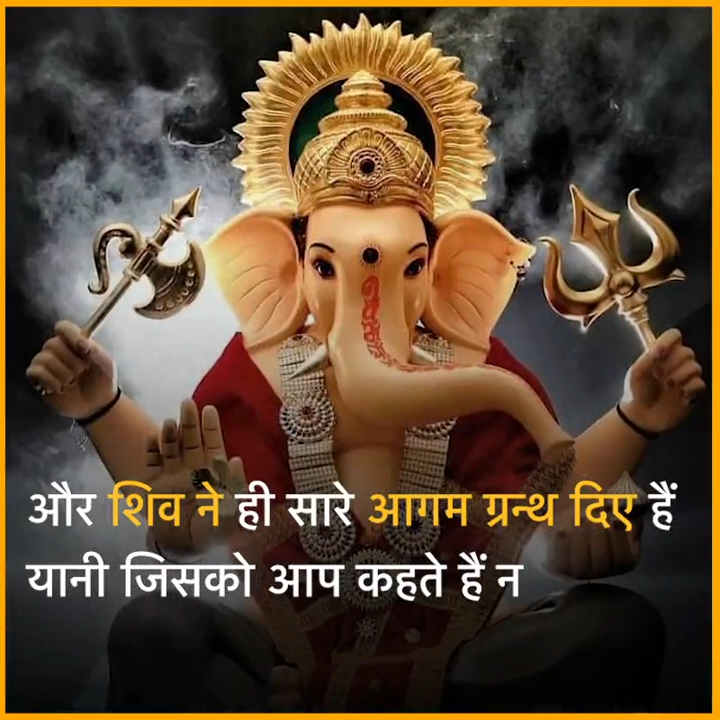 और शिव ने ही सारे आगम ग्रन्थ दिए हैं
यानी जिसको आप कहते हैं न